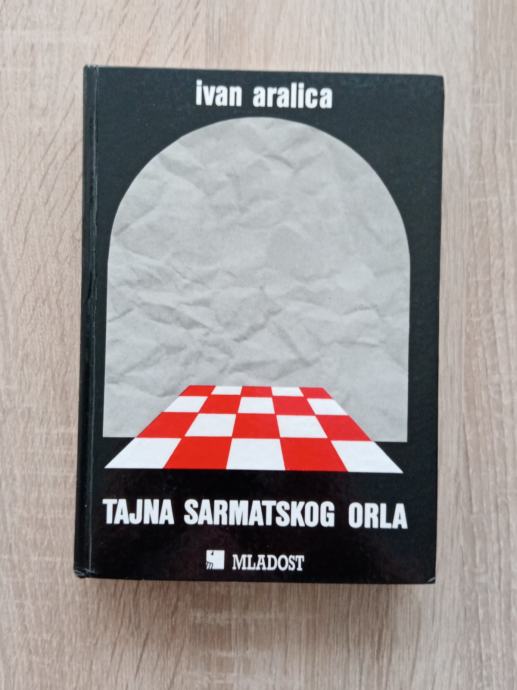 ivan aralica
TAJNA SARMATSKOG ORLA
MLADOST